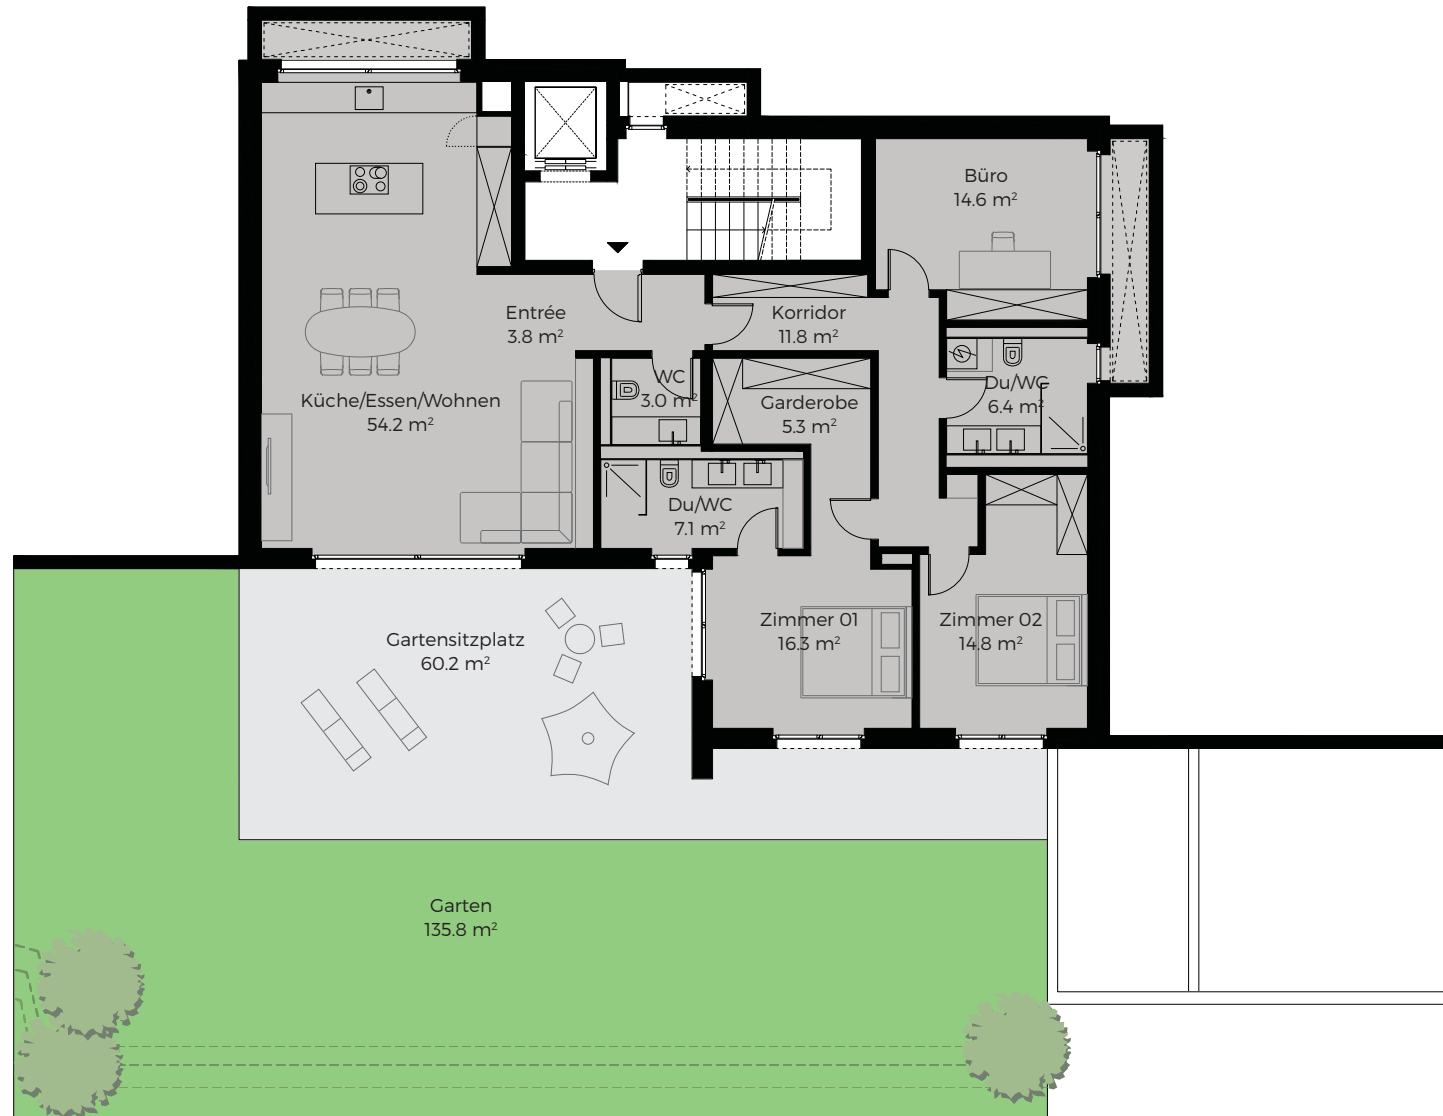 Büro
14.6 m²
Entrée
3.8 m²
Korridor
11.8 m²
WC
3.0 m²
Du/WC
6.4 m²
Küche/Essen/Wohnen
54.2 m²
Garderobe
5.3 m²
Du/WC
7.1 m²
Zimmer 01
16.3 m²
Zimmer 02
14.8 m²
Gartensitzplatz
60.2 m²
Garten
135.8 m²